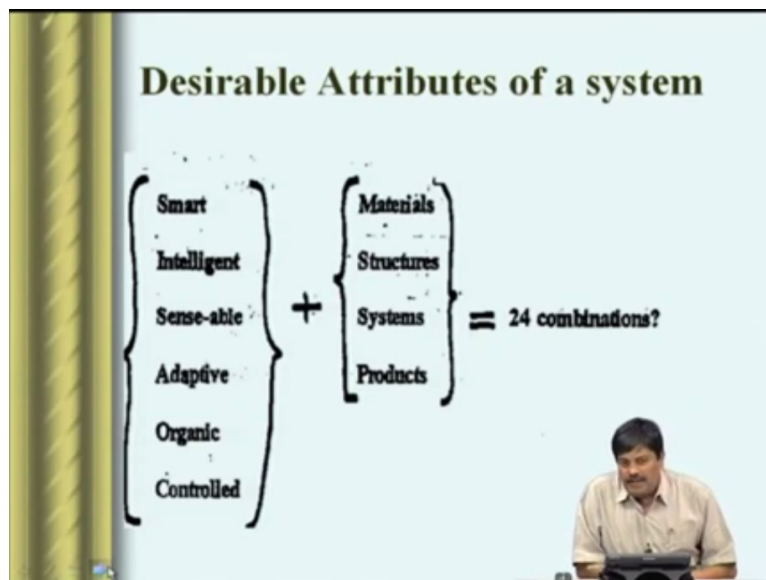 Desirable Attributes of a system
Smart
Intelligent
Sense-able
Adaptive
Organic
Controlled
+
Materials
Structures
Systems
Products
= 24 combinations?